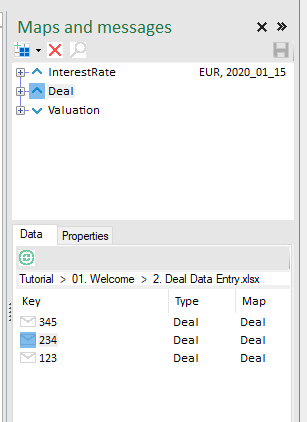 Maps and messages
InterestRate EUR, 2020_01_15
Deal
Valuation
Data Properties
Tutorial > 01. Welcome > 2. Deal Data Entry.xlsx
Key Type Map
345 Deal Deal
234 Deal Deal
123 Deal Deal